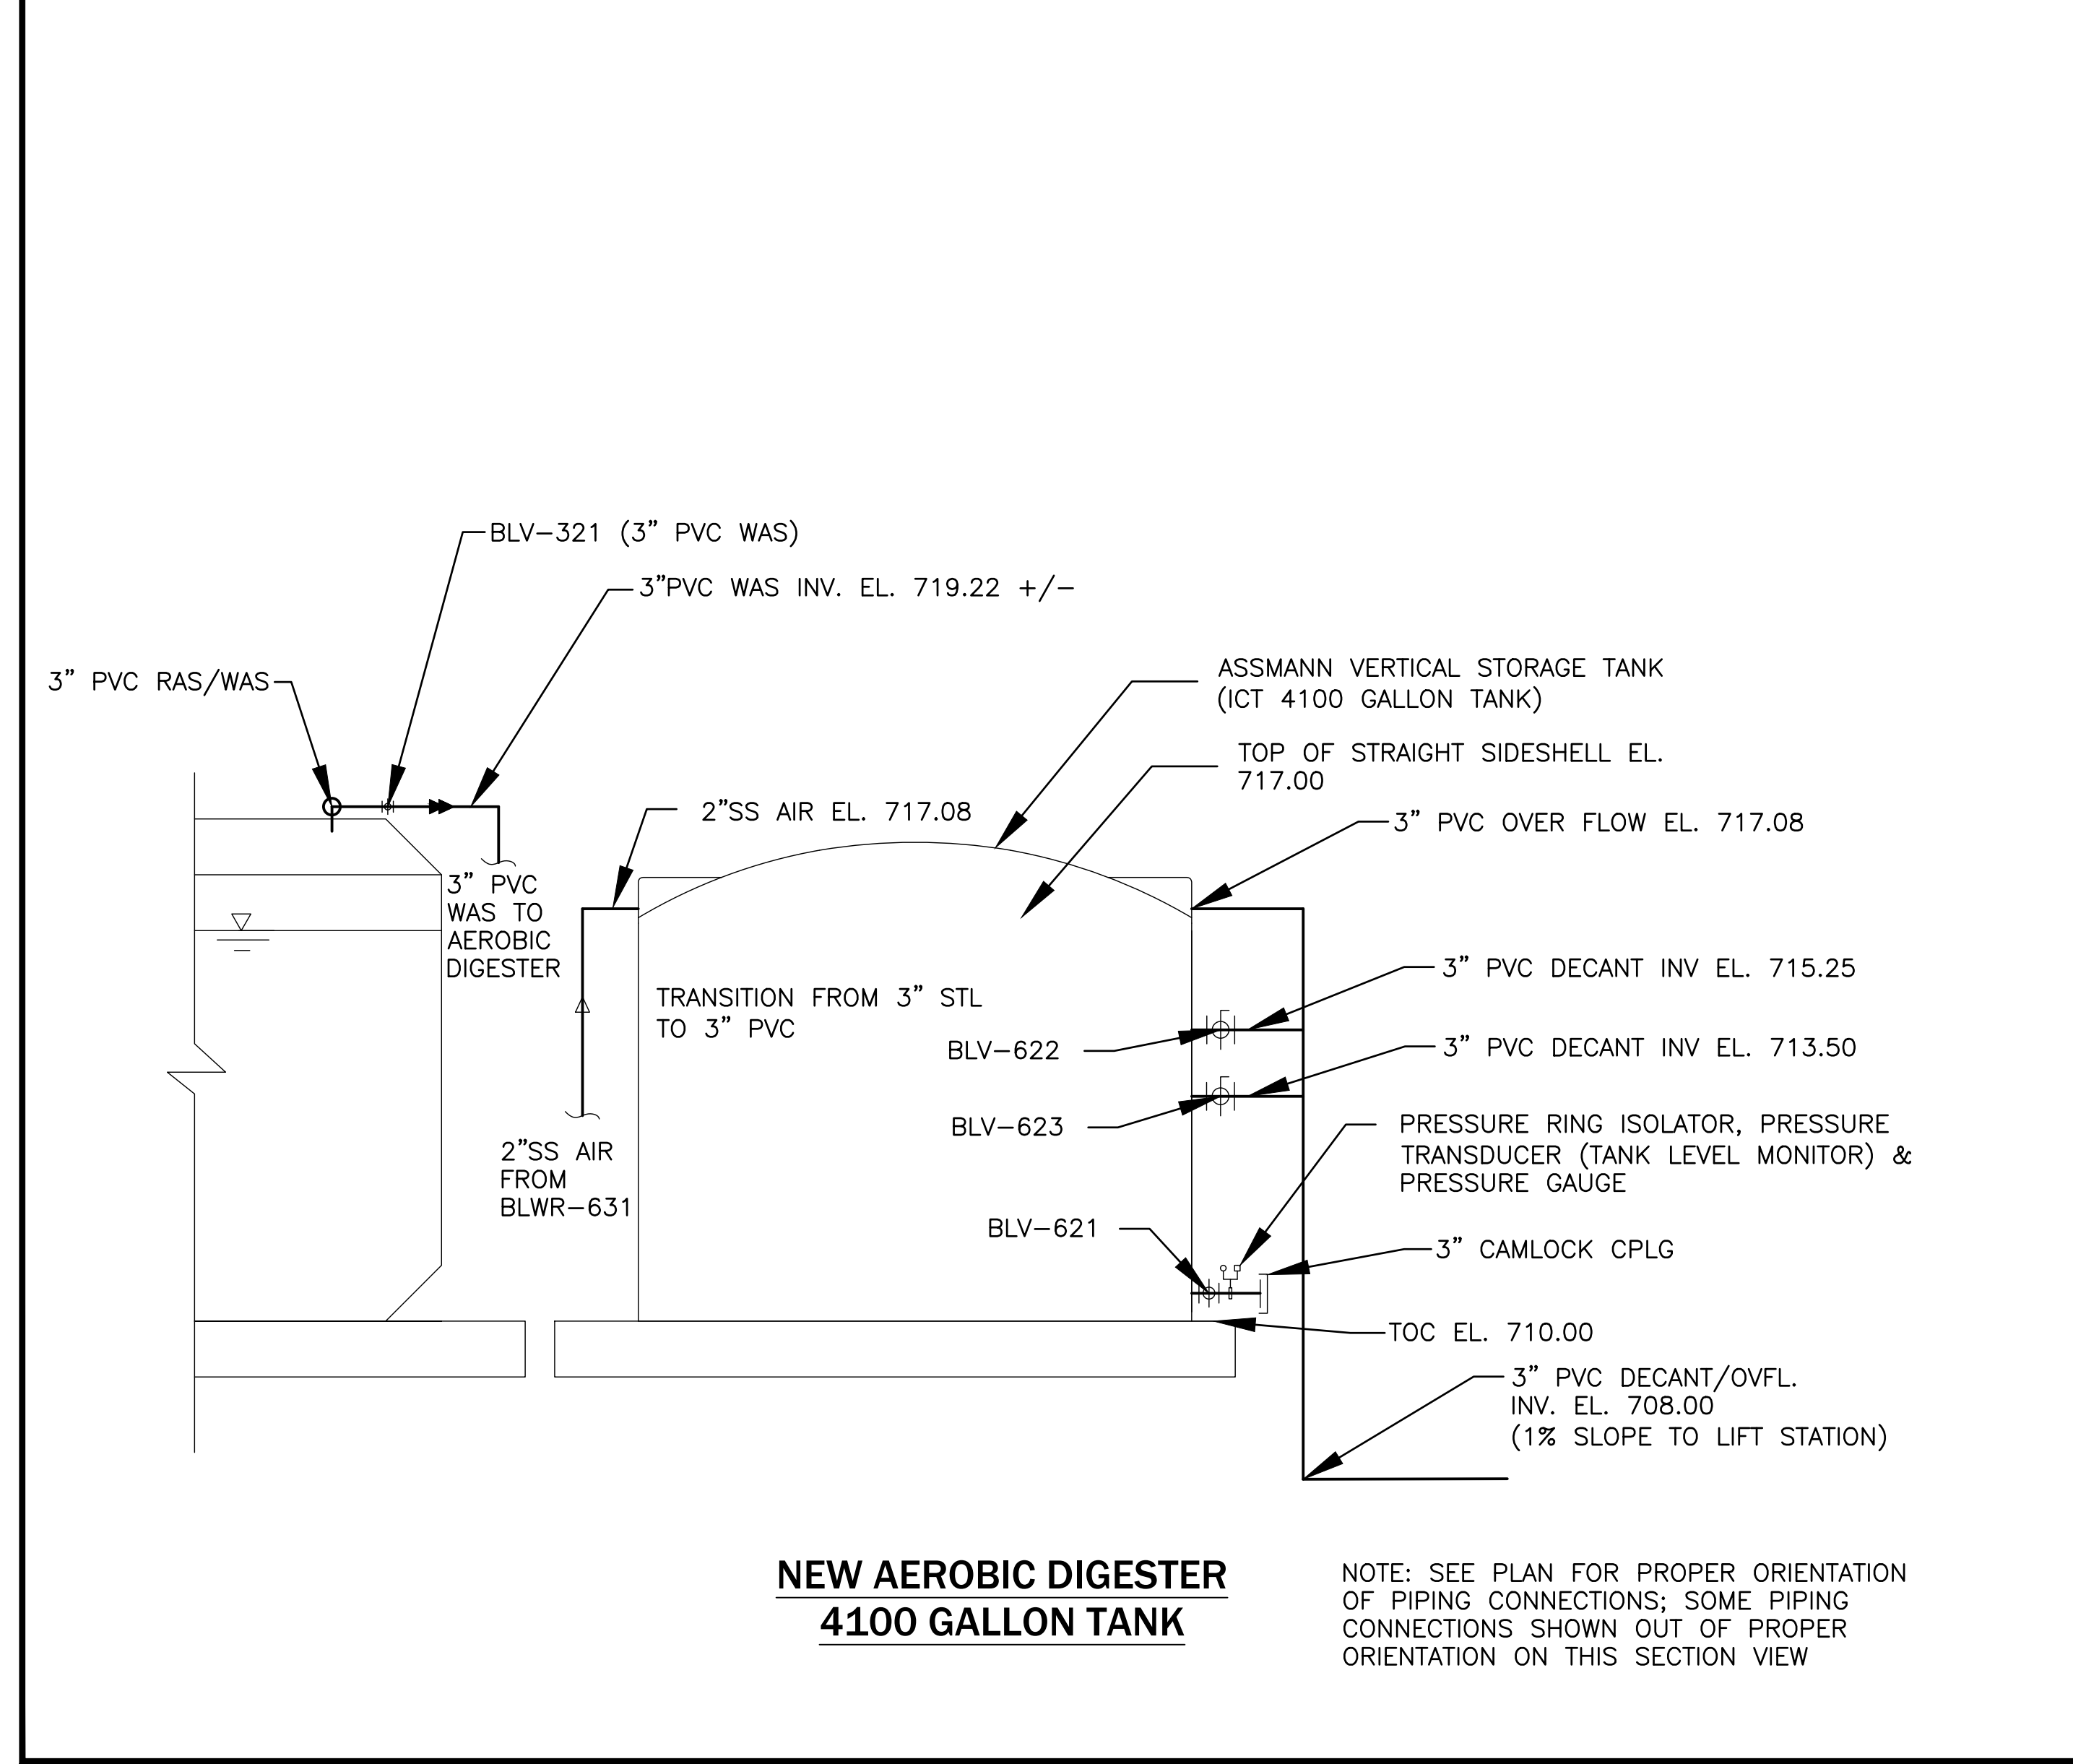 BLV-321 (3" PVC WAS)
3"PVC WAS INV. EL. 719.22 +/-
3" PVC RAS/WAS
ASSMANN VERTICAL STORAGE TANK
(ICT 4100 GALLON TANK)
TOP OF STRAIGHT SIDESHELL EL.
717.00
2"SS AIR EL. 717.08
3" PVC OVER FLOW EL. 717.08
3" PVC
WAS TO
AEROBIC
DIGESTER
3" PVC DECANT INV EL. 715.25
TRANSITION FROM 3" STL
TO 3" PVC
BLV-622
3" PVC DECANT INV EL. 713.50
BLV-623
PRESSURE RING ISOLATOR, PRESSURE
TRANSDUCER (TANK LEVEL MONITOR) &
PRESSURE GAUGE
2"SS AIR
FROM
BLWR-631
BLV-621
3" CAMLOCK CPLG
TOC EL. 710.00
3" PVC DECANT/OVFL.
INV. EL. 708.00
(1% SLOPE TO LIFT STATION)
NEW AEROBIC DIGESTER
4100 GALLON TANK
NOTE: SEE PLAN FOR PROPER ORIENTATION
OF PIPING CONNECTIONS; SOME PIPING
CONNECTIONS SHOWN OUT OF PROPER
ORIENTATION ON THIS SECTION VIEW